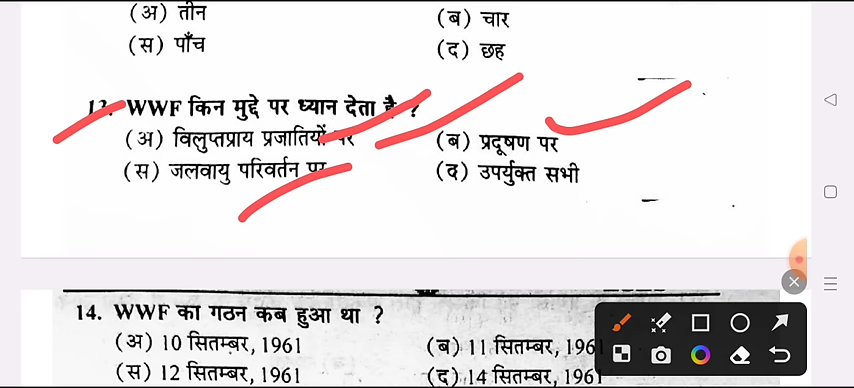 (अ) तीन (ब) चार
(स) पाँच (द) छह
13. WWF किन मुद्दे पर ध्यान देता है ?
(अ) विलुप्तप्राय प्रजातियों पर (ब) प्रदूषण पर
(स) जलवायु परिवर्तन पर (द) उपर्युक्त सभी
14. WWF का गठन कब हुआ था ?
(अ) 10 सितम्बर, 1961 (ब) 11 सितम्बर, 1961
(स) 12 सितम्बर, 1961 (द) 14 सितम्बर, 1961